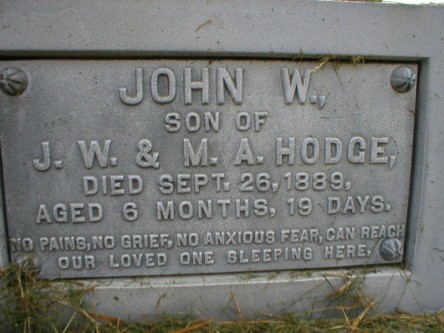 JOHN W.,
SON OF
J. W. & M. A. HODGE,
DIED SEPT. 26, 1889,
AGED 6 MONTHS, 19 DAYS.
NO PAINS, NO GRIEF, NO ANXIOUS FEAR, CAN REACH
OUR LOVED ONE SLEEPING HERE.